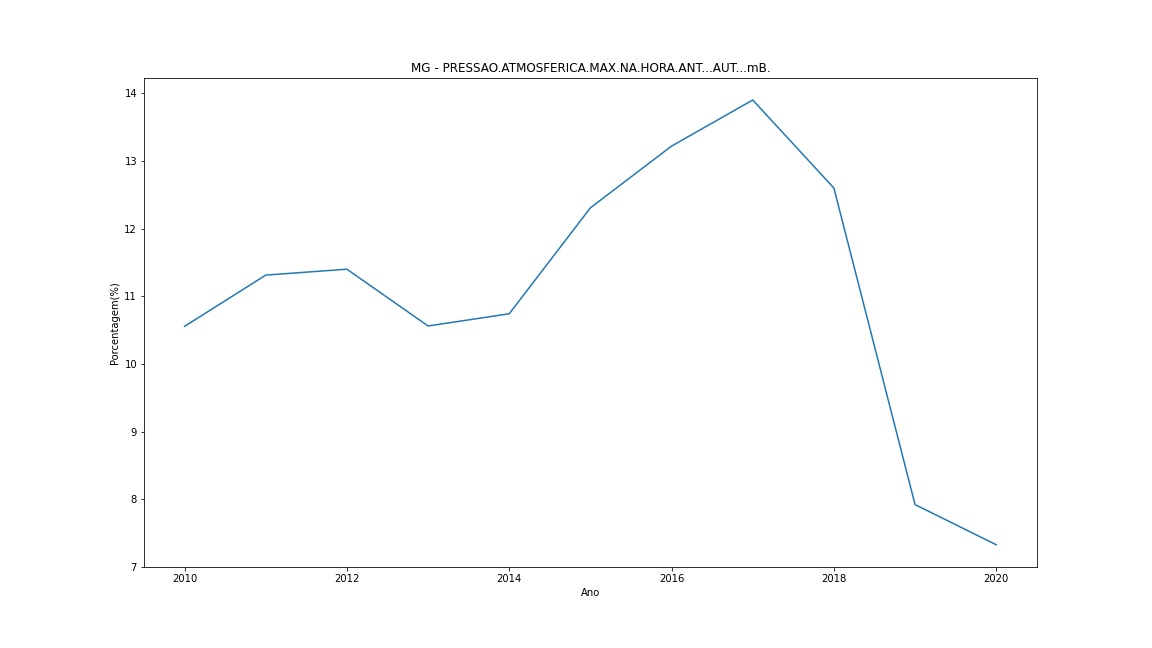 MG - PRESSAO.ATMOSFERICA.MAX.NA.HORA.ANT...AUT...mB.
14
13
12
11
10
9
8
7
Porcentagem(%)
2010 2012 2014 2016 2018 2020
Ano